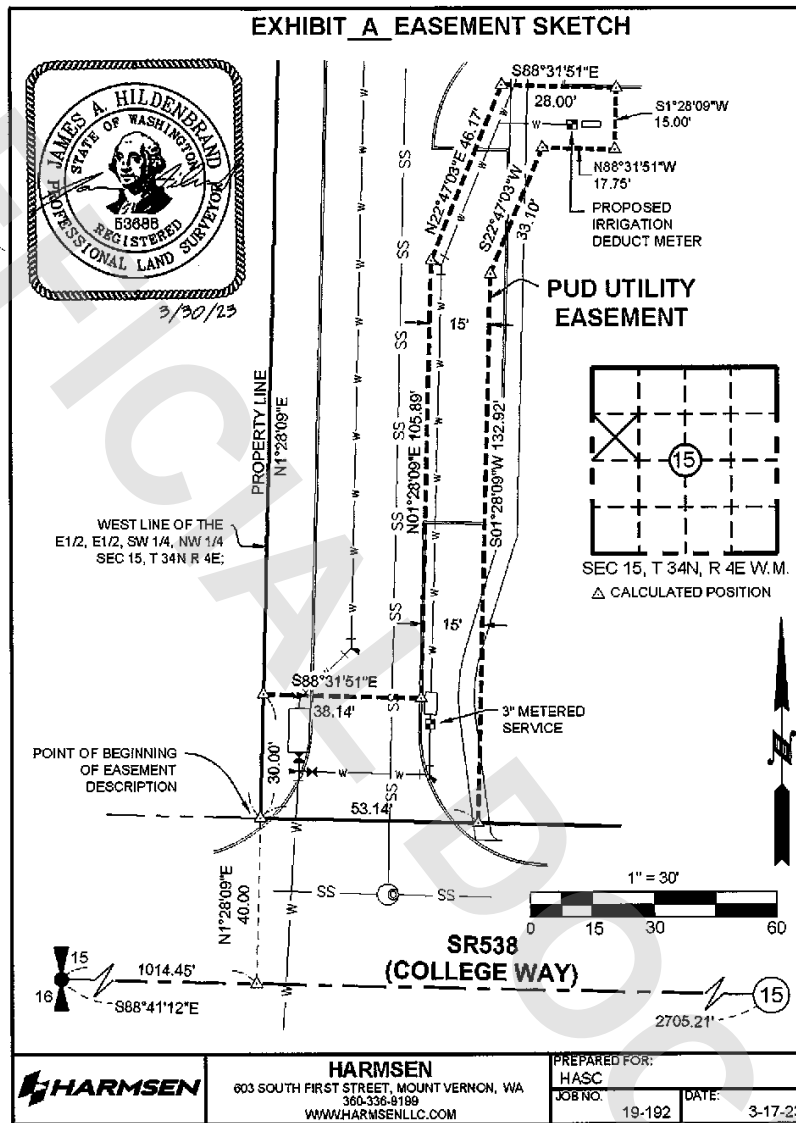 EXHIBIT A EASEMENT SKETCH
JAMES A. HILDENBRAND
STATE OF WASHINGTON
53688
REGISTERED
PROFESSIONAL LAND SURVEYOR
3/30/23
S88°31'51"E
28.00'
S1°28'09"W
15.00'
N88°31'51"W
17.75'
N22°47'03"E 46.17'
S22°47'03"W
33.10'
W
PROPOSED
IRRIGATION
DEDUCT METER
SS
PUD UTILITY
EASEMENT
15'
PROPERTY LINE
N1°28'09"E
N01°28'09"E 105.89'
S01°28'09"W 132.92'
WEST LINE OF THE
E1/2, E1/2, SW 1/4, NW 1/4
SEC 15, T 34N R 4E;
15
SEC 15, T 34N, R 4E W.M.
△ CALCULATED POSITION
15'
S88°31'51"E
38.14'
3" METERED
SERVICE
POINT OF BEGINNING
OF EASEMENT
DESCRIPTION
30.00'
53.14'
N
N1°28'09"E
40.00
SS SS
1" = 30'
0 15 30 60
SR538
(COLLEGE WAY)
15
16
1014.45'
S88°41'12"E
2705.21'
15
HARMSEN
HARMSEN
603 SOUTH FIRST STREET, MOUNT VERNON, WA
360-336-9199
WWW.HARMSENLLC.COM
PREPARED FOR:
HASC
JOB NO.
19-192
DATE:
3-17-23